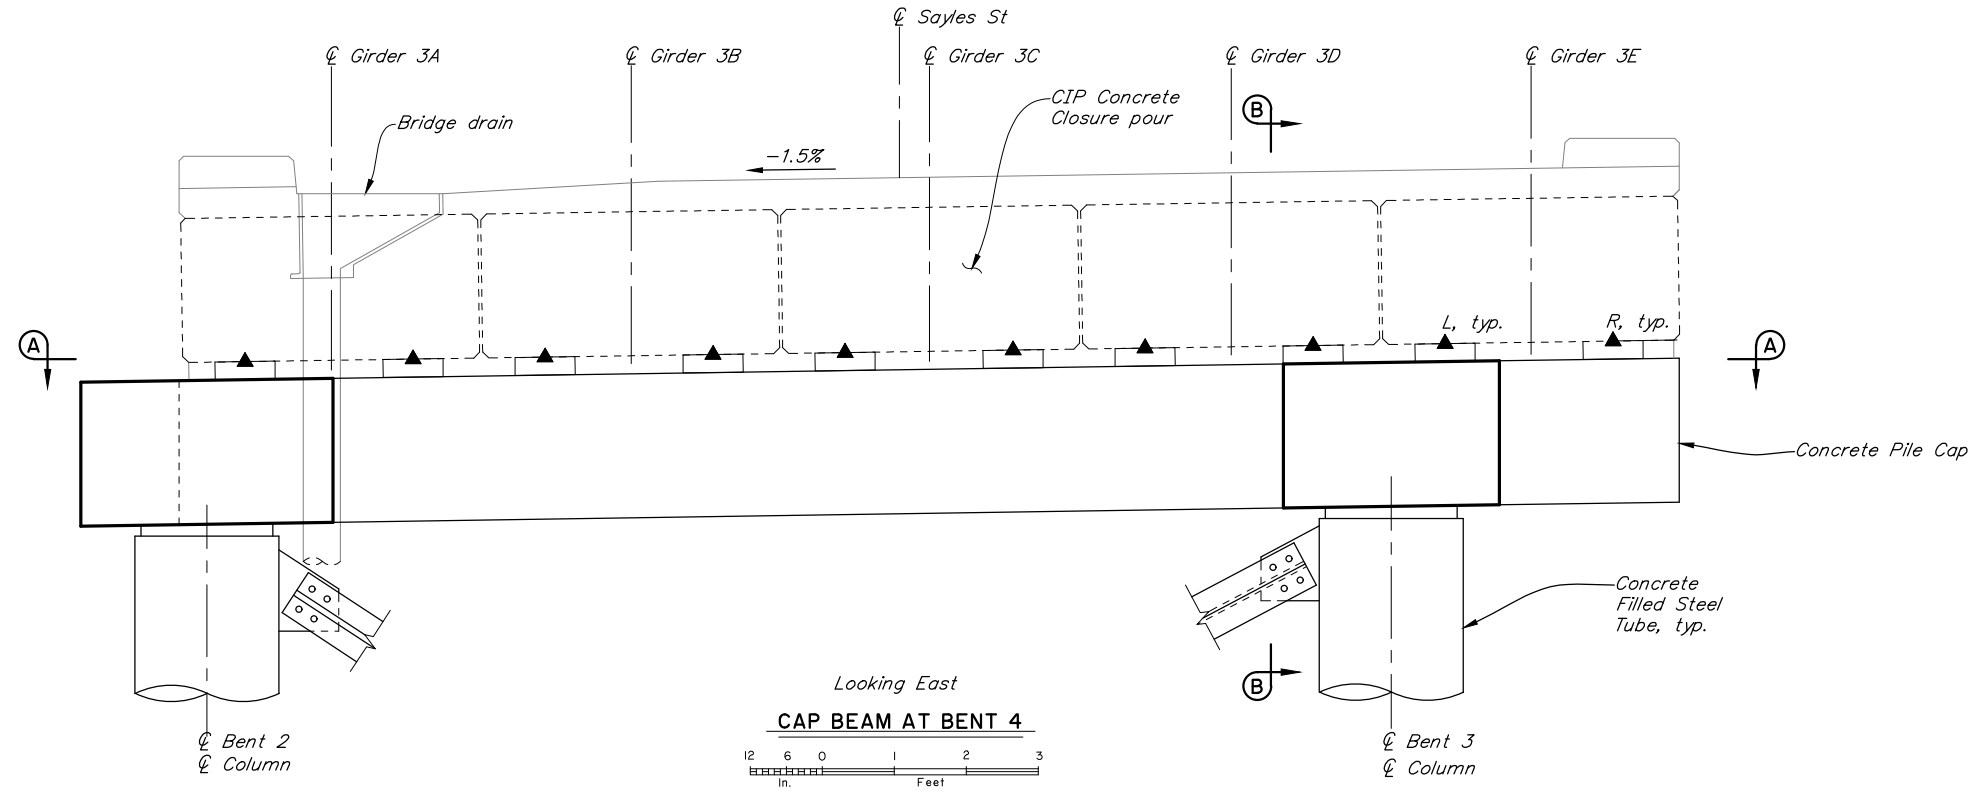 ℄ Sayles St
℄ Girder 3A
℄ Girder 3B
℄ Girder 3C
℄ Girder 3D
℄ Girder 3E
CIP Concrete
Closure pour
B
Bridge drain
-1.5%
L, typ.
R, typ.
A
A
Concrete Pile Cap
Concrete
Filled Steel
Tube, typ.
B
Looking East
CAP BEAM AT BENT 4
12 6 0 1 2 3
In. Feet
℄ Bent 2
℄ Column
℄ Bent 3
℄ Column